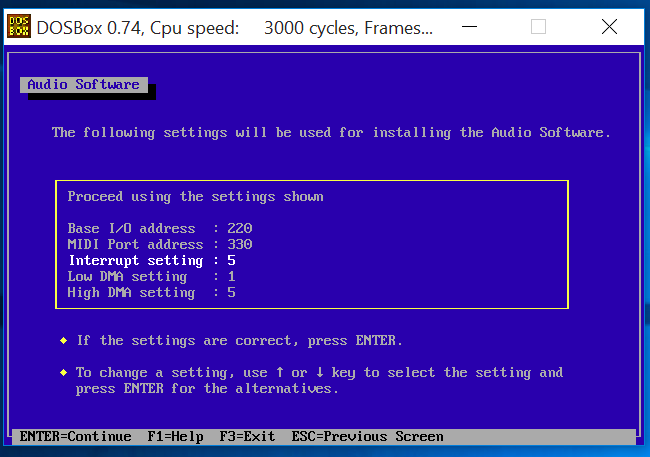 DOS
BOX
DOSBox 0.74, Cpu speed: 3000 cycles, Frames...
Audio Software
The following settings will be used for installing the Audio Software.
Proceed using the settings shown
Base I/O address : 220
MIDI Port address : 330
Interrupt setting : 5
Low DMA setting : 1
High DMA setting : 5
If the settings are correct, press ENTER.
To change a setting, use ↑ or ↓ key to select the setting and
press ENTER for the alternatives.
ENTER=Continue F1=Help F3=Exit ESC=Previous Screen